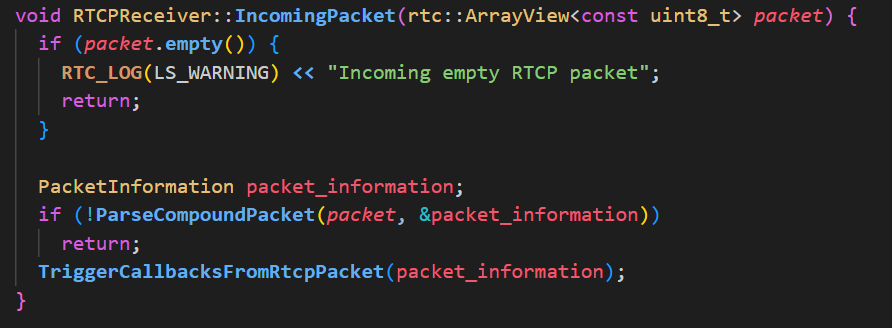 void RTCPReceiver::IncomingPacket(rtc::ArrayView<const uint8_t> packet) {
  if (packet.empty()) {
    RTC_LOG(LS_WARNING) << "Incoming empty RTCP packet";
    return;
  }

  PacketInformation packet_information;
  if (!ParseCompoundPacket(packet, &packet_information))
    return;
  TriggerCallbacksFromRtcpPacket(packet_information);
}